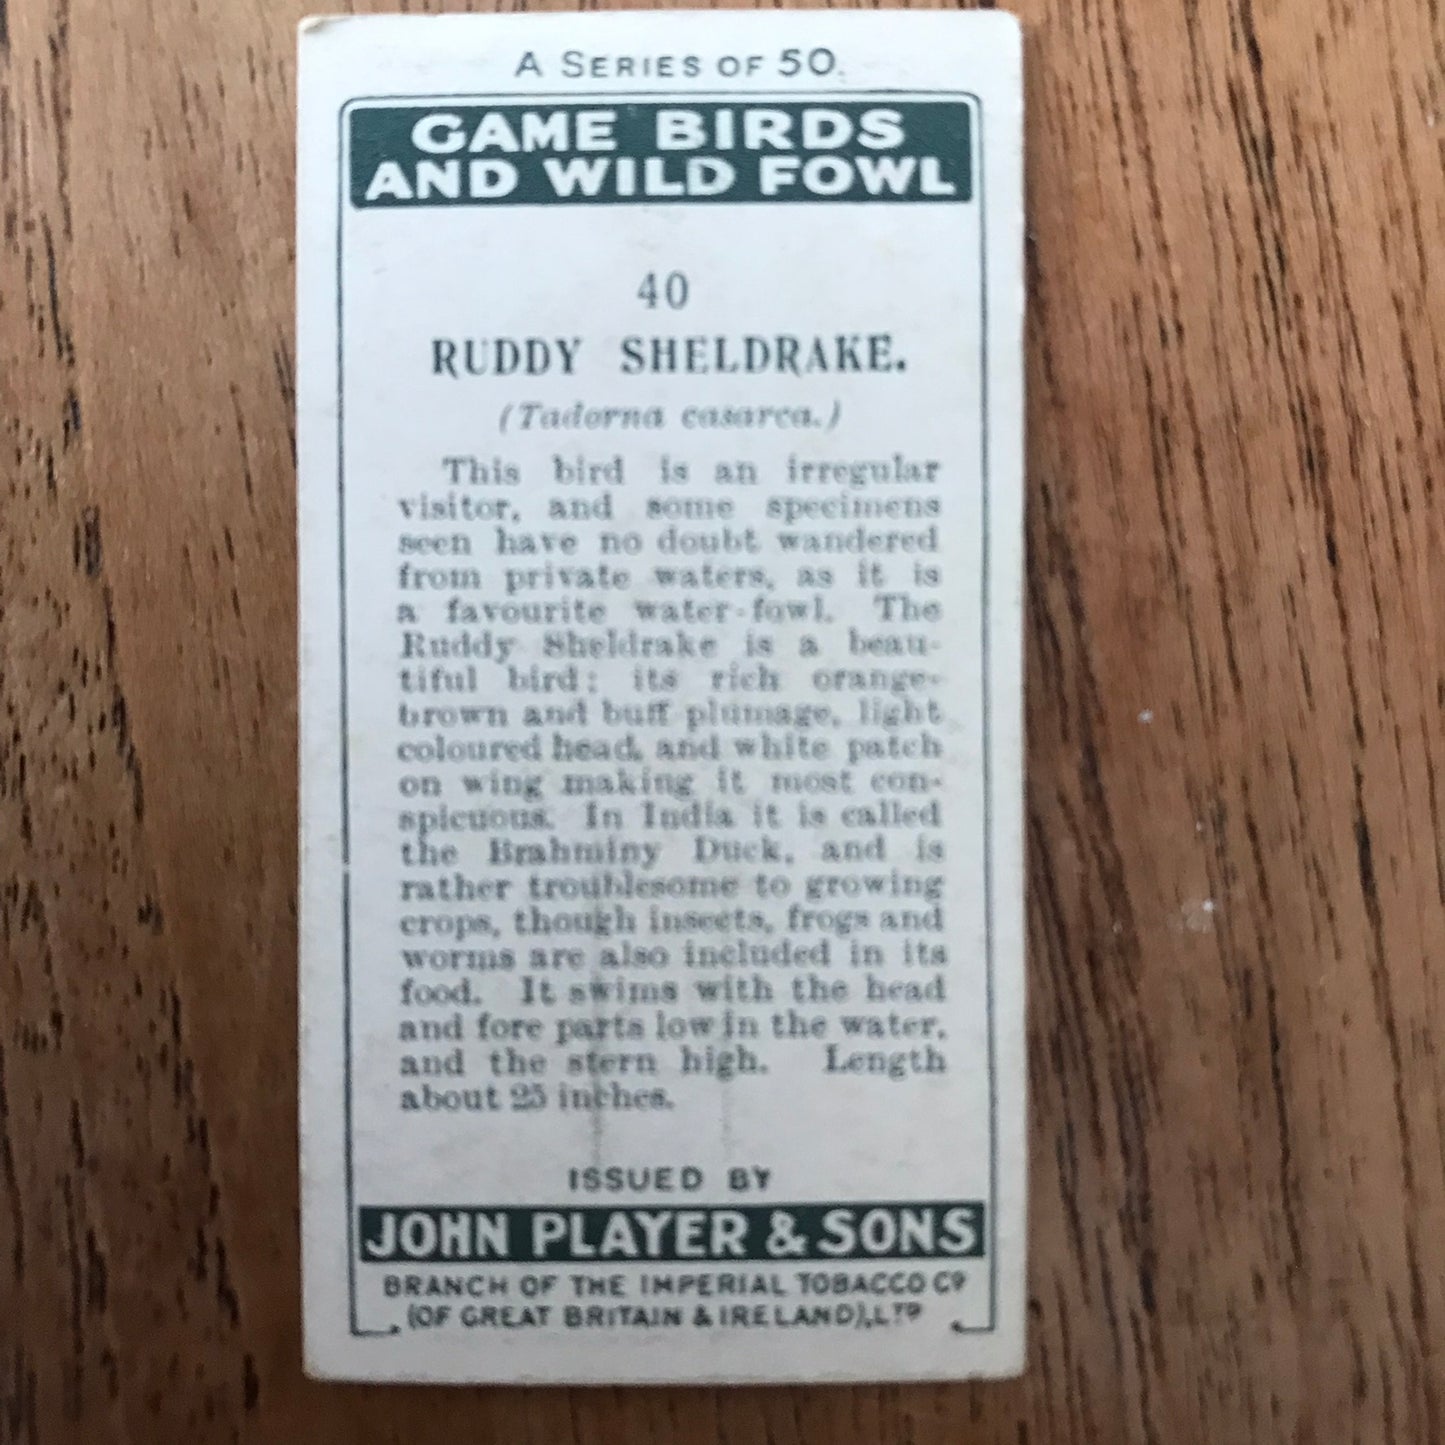 A SERIES OF 50.
GAME BIRDS
AND WILD FOWL
40
RUDDY SHELDRAKE.
(Tadorna casarca.)
This bird is an irregular
visitor, and some specimens
seen have no doubt wandered
from private waters, as it is
a favourite water-fowl. The
Ruddy Sheldrake is a beau-
tiful bird; its rich orange-
brown and buff plumage, light
coloured head, and white patch
on wing making it most con-
spicuous. In India it is called
the Brahminy Duck, and is
rather troublesome to growing
crops, though insects, frogs and
worms are also included in its
food. It swims with the head
and fore parts low in the water,
and the stern high. Length
about 25 inches.
ISSUED BY
JOHN PLAYER & SONS
BRANCH OF THE IMPERIAL TOBACCO CO
(OF GREAT BRITAIN & IRELAND), LTD